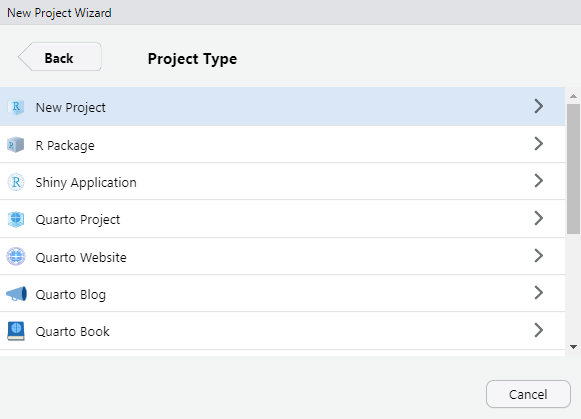 New Project Wizard
Back
Project Type
R New Project
R R Package
R Shiny Application
Quarto Project
Quarto Website
Quarto Blog
Quarto Book
Cancel